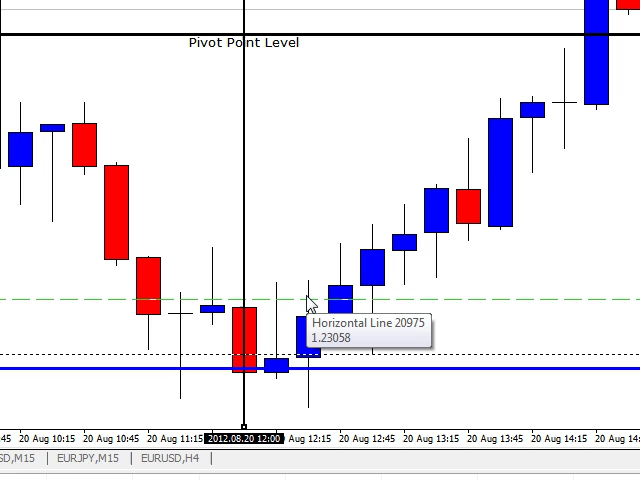 Pivot Point Level
Horizontal Line 20975
1.23058
:45 20 Aug 10:15 20 Aug 10:45 20 Aug 11:15 2012.08.20 12:00 Aug 12:15 20 Aug 12:45 20 Aug 13:15 20 Aug 13:45 20 Aug 14:15 20 Aug 14:
SD,M15 EURJPY,M15 EURUSD,H4